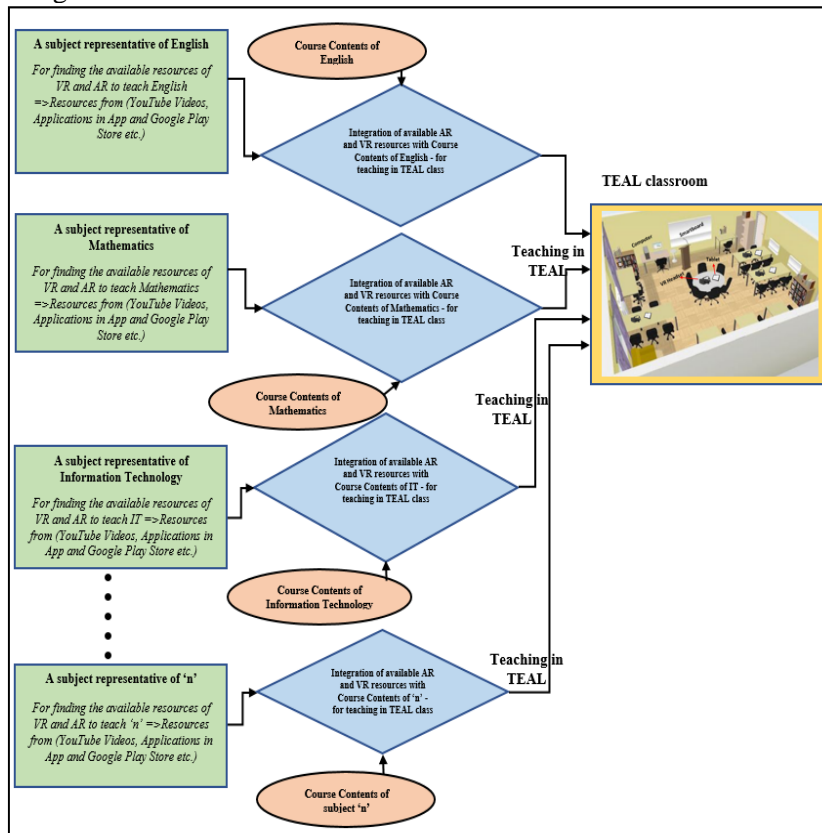 A subject representative of English
For finding the available resources of
VR and AR to teach English
=>Resources from (YouTube Videos,
Applications in App and Google Play
Store etc.)
Course Contents of
English
Integration of available AR
and VR resources with Course
Contents of English - for
teaching in TEAL class
TEAL classroom
Computer
Smartboard
VR Headset
Tablet
A subject representative of
Mathematics
For finding the available resources of
VR and AR to teach Mathematics
=>Resources from (YouTube Videos,
Applications in App and Google Play
Store etc.)
Integration of available AR
and VR resources with Course
Contents of Mathematics - for
teaching in TEAL class
Teaching in
TEAL
Course Contents of
Mathematics
Teaching in
TEAL
A subject representative of
Information Technology
For finding the available resources of
VR and AR to teach IT =>Resources
from (YouTube Videos, Applications in
App and Google Play Store etc.)
Integration of available AR
and VR resources with
Course Contents of IT - for
teaching in TEAL class
Course Contents of
Information Technology
A subject representative of ‘n’
For finding the available resources of
VR and AR to teach ‘n’ =>Resources
from (YouTube Videos, Applications in
App and Google Play Store etc.)
Integration of available AR
and VR resources with
Course Contents of ‘n’ -
for teaching in TEAL class
Teaching in
TEAL
Course Contents of
subject ‘n’